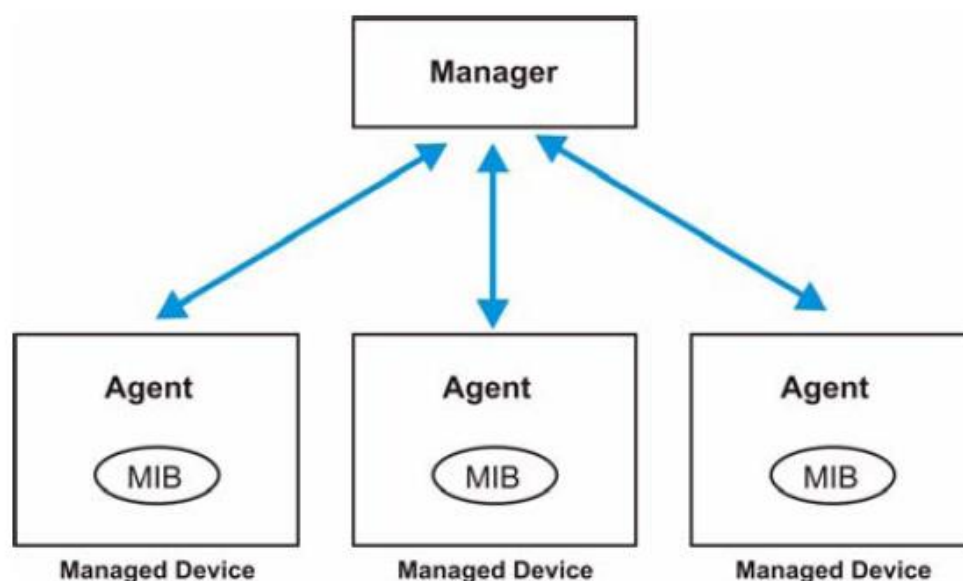 Manager
Agent Agent Agent
MIB MIB MIB
Managed Device Managed Device Managed Device